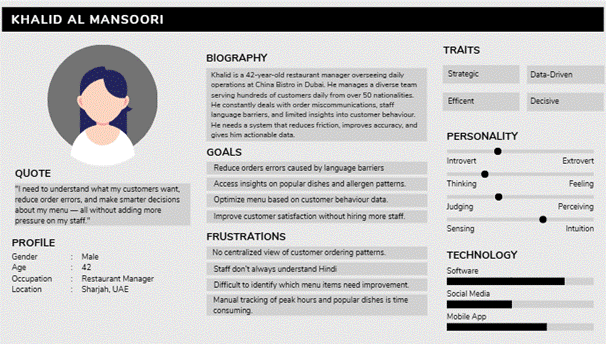 KHALID AL MANSOORI
QUOTE
"I need to understand what my customers want,
reduce order errors, and make smarter decisions
about my menu — all without adding more
pressure on my staff."
PROFILE
Gender : Male
Age : 42
Occupation : Restaurant Manager
Location : Sharjah, UAE
BIOGRAPHY
Khalid is a 42-year-old restaurant manager overseeing daily
operations at China Bistro in Dubai. He manages a diverse team
serving hundreds of customers daily from over 50 nationalities.
He constantly deals with order miscommunications, staff
language barriers, and limited insights into customer behaviour.
He needs a system that reduces friction, improves accuracy, and
gives him actionable data.
GOALS
Reduce orders errors caused by language barriers
Access insights on popular dishes and allergen patterns.
Optimize menu based on customer behaviour data.
Improve customer satisfaction without hiring more staff.
FRUSTRATIONS
No centralized view of customer ordering patterns.
Staff don't always understand Hindi
Difficult to identify which menu items need improvement.
Manual tracking of peak hours and popular dishes is time
consuming.
TRAITS
Strategic Data-Driven
Efficent Decisive
PERSONALITY
Introvert Extrovert
Thinking Feeling
Judging Perceiving
Sensing Intuition
TECHNOLOGY
Software
Social Media
Mobile App